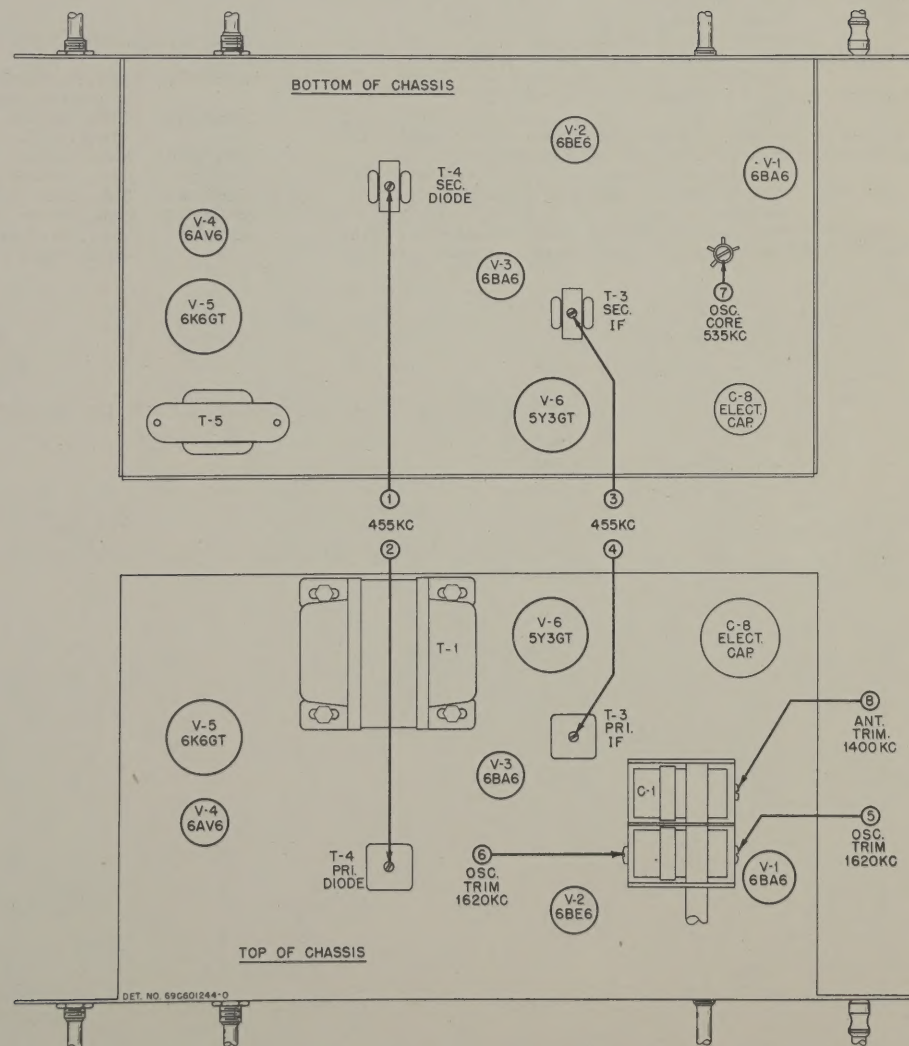 BOTTOM OF CHASSIS
V-2
6BE6
V-1
6BA6
T-4
SEC.
DIODE
V-4
6AV6
V-3
6BA6
V-5
6K6GT
T-3
SEC.
IF
7
OSC.
CORE
535KC
T-5
V-6
5Y3GT
C-8
ELECT.
CAP.
1
455KC
2
3
455KC
4
T-1
V-6
5Y3GT
C-8
ELECT.
CAP.
V-5
6K6GT
T-3
PRI.
IF
8
ANT.
TRIM.
1400KC
V-3
6BA6
C-1
V-4
6AV6
T-4
PRI.
DIODE
6
OSC.
TRIM
1620KC
5
OSC.
TRIM
1620KC
V-1
6BA6
V-2
6BE6
TOP OF CHASSIS
DET. NO. 69C601244-0